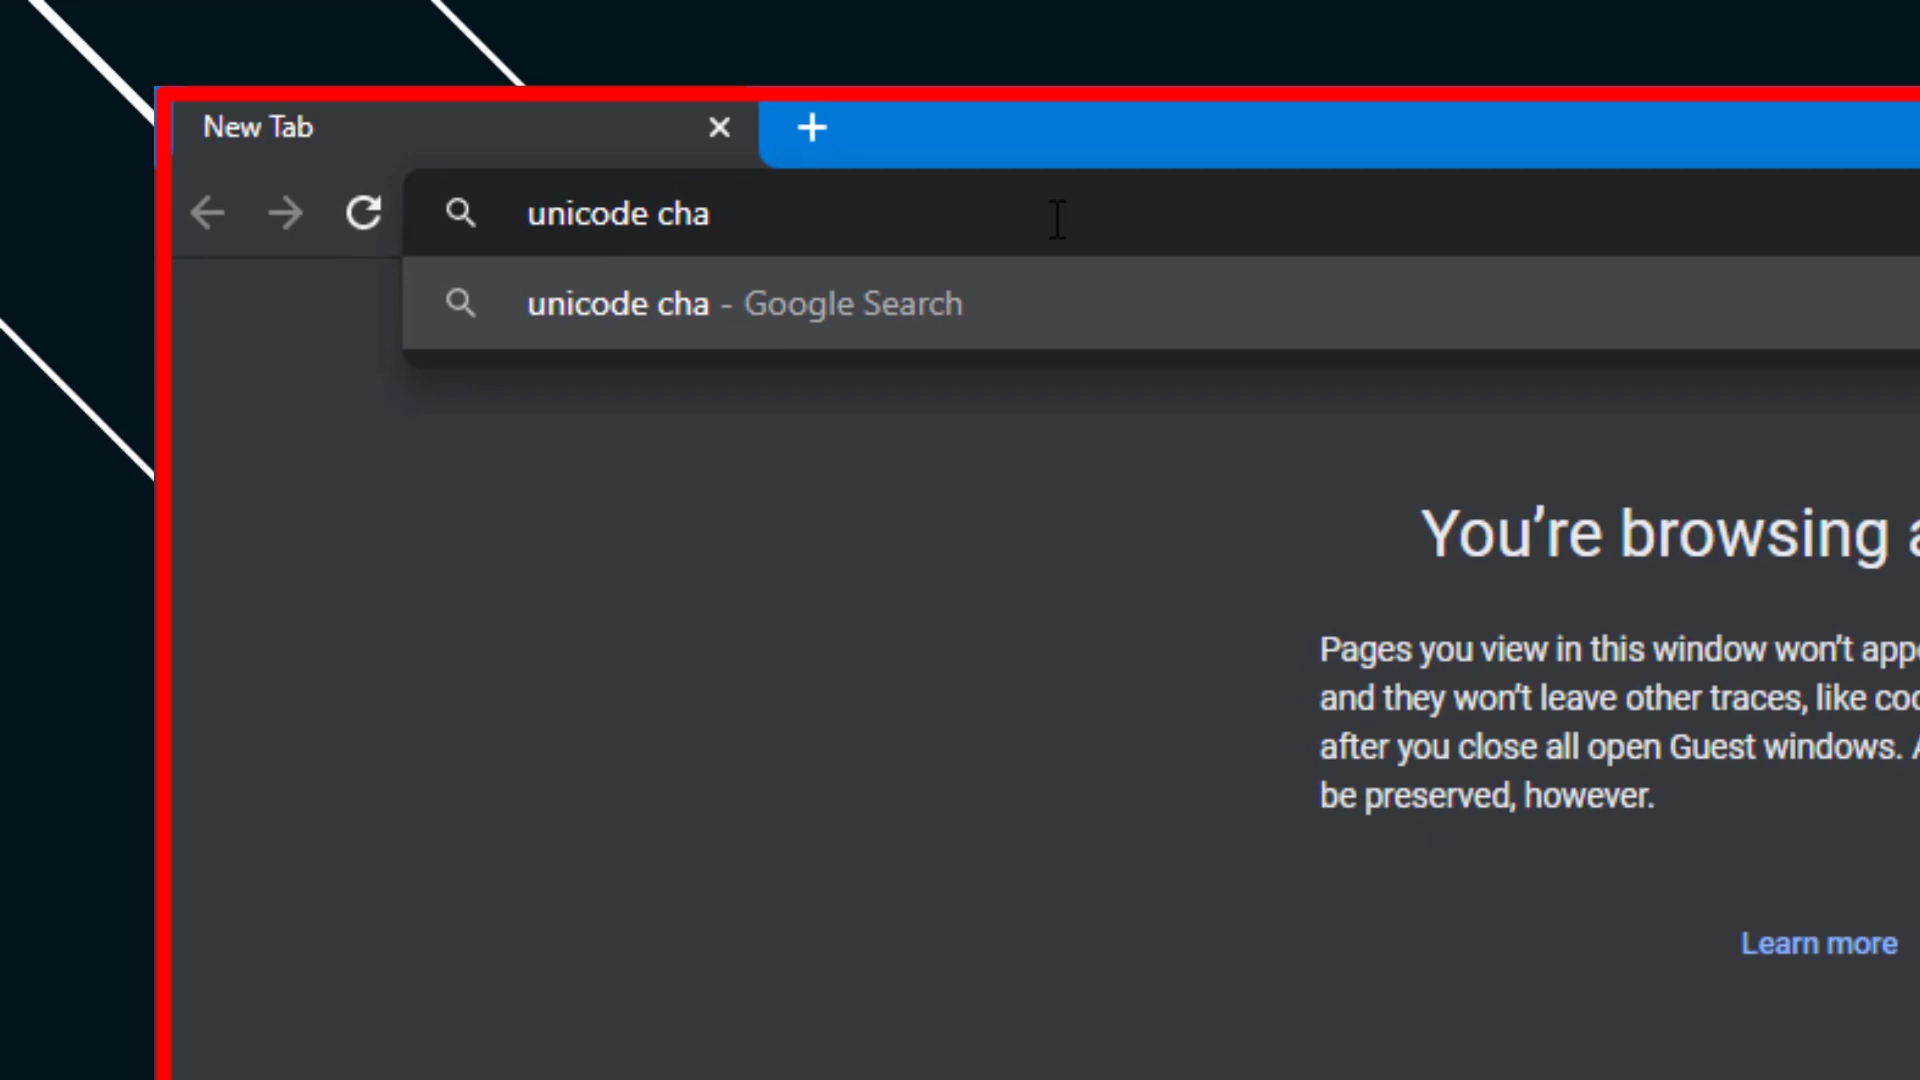 New Tab
unicode cha
unicode cha - Google Search
You're browsing
Pages you view in this window won't
and they won't leave other traces, like
after you close all open Guest windows.
be preserved, however.
Learn more